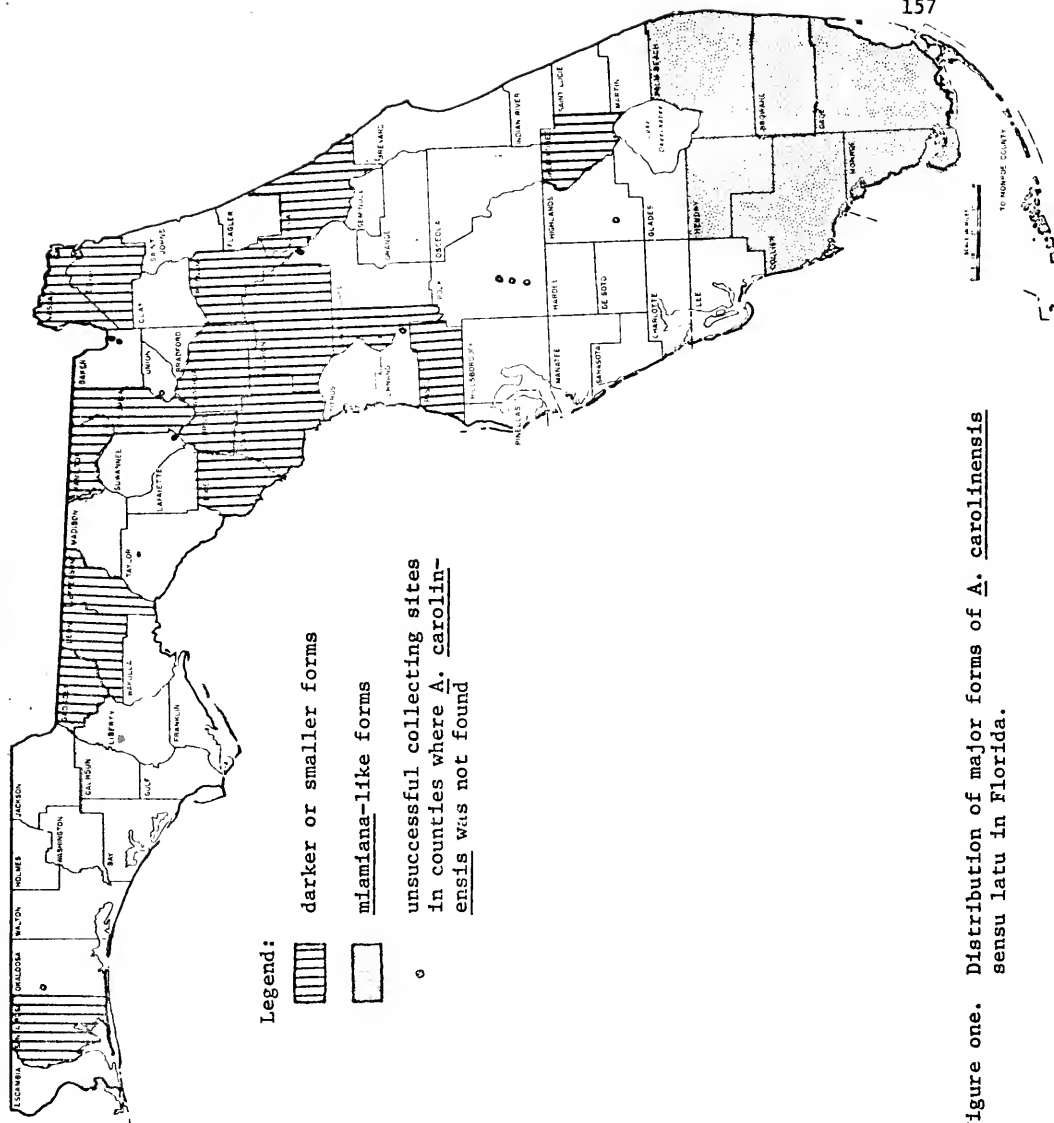 157
ESCAMBIA
OKALOOSA
WALTON
HOLMES
JACKSON
WASHINGTON
BAY
CALHOUN
GULF
LIBERTY
FRANKLIN
WAKULLA
MADISON
TAYLOR
SUWANNEE
LAFAYETTE
BAKER
UNION
BRADFORD
CLAY
SAINT JOHNS
FLAGLER
SEMINOLE
ORANGE
OSCEOLA
BREVARD
INDIAN RIVER
SAINT LUCIE
MARTIN
PALM BEACH
BROWARD
DADE
MONROE
COLLIER
HENDRY
LEE
GLADES
CHARLOTTE
HIGHLANDS
DE SOTO
HARDEE
SARASOTA
MANATEE
HILLSBOROUGH
PINELLAS
POLK
CITRUS
TO MONROE COUNTY
Legend:
darker or smaller forms
miamiana-like forms
unsuccessful collecting sites
in counties where A. carolin-
ensis was not found
igure one. Distribution of major forms of A. carolinensis
sensu latu in Florida.